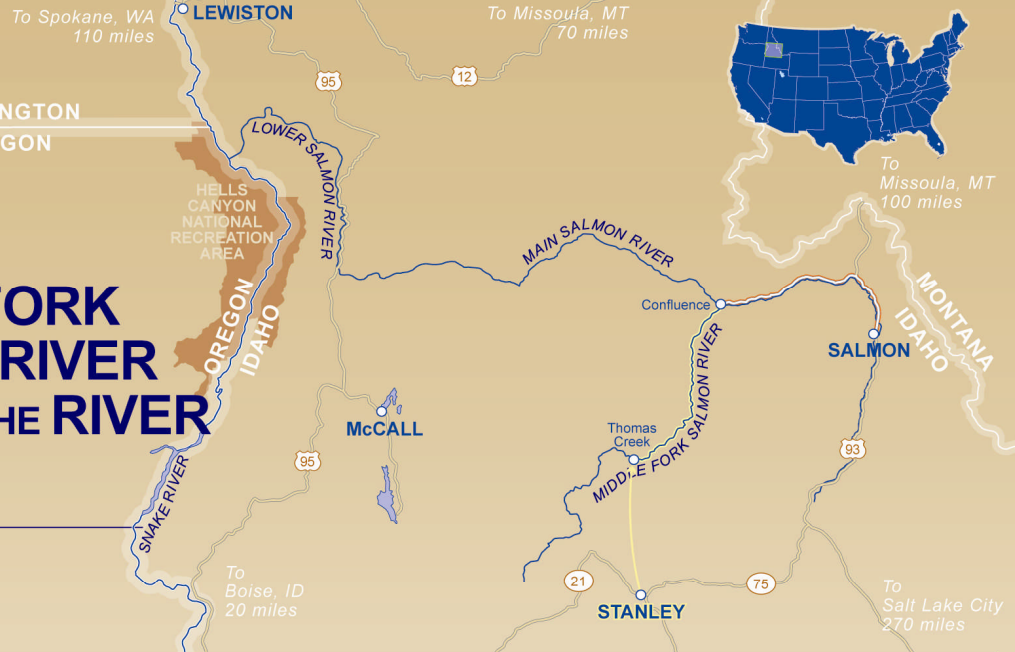 To Spokane, WA
110 miles
LEWISTON
To Missoula, MT
70 miles
95
12
NGTON
GON
LOWER SALMON RIVER
HELLS
CANYON
NATIONAL
RECREATION
AREA
To
Missoula, MT
100 miles
MAIN SALMON RIVER
OREGON
IDAHO
MONTANA
IDAHO
Confluence
SALMON
FORK
RIVER
HE RIVER
McCALL
MIDDLE FORK SALMON RIVER
Thomas
Creek
95
93
SNAKE RIVER
To
Boise, ID
20 miles
21
75
STANLEY
To
Salt Lake City
270 miles